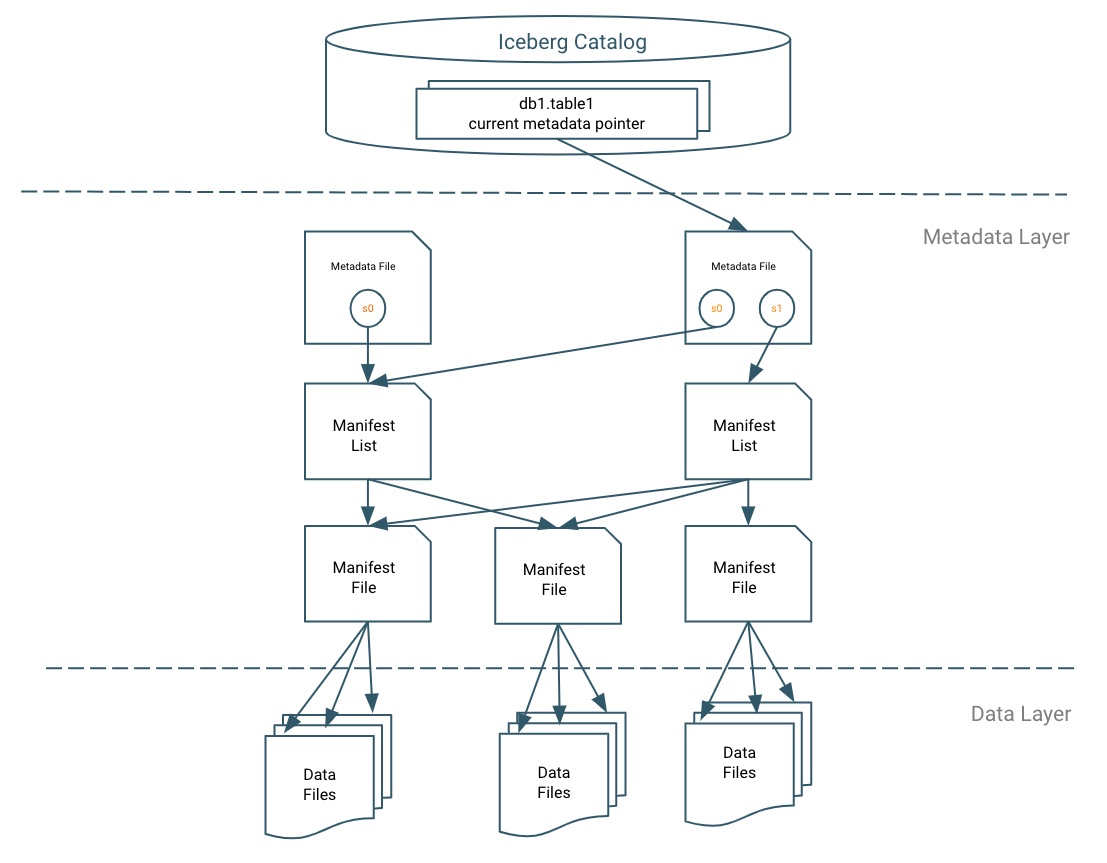 Iceberg Catalog
db1.table1
current metadata pointer
Metadata Layer
Metadata File
s0
Metadata File
s0
s1
Manifest
List
Manifest
List
Manifest
File
Manifest
File
Manifest
File
Data Layer
Data
Files
Data
Files
Data
Files